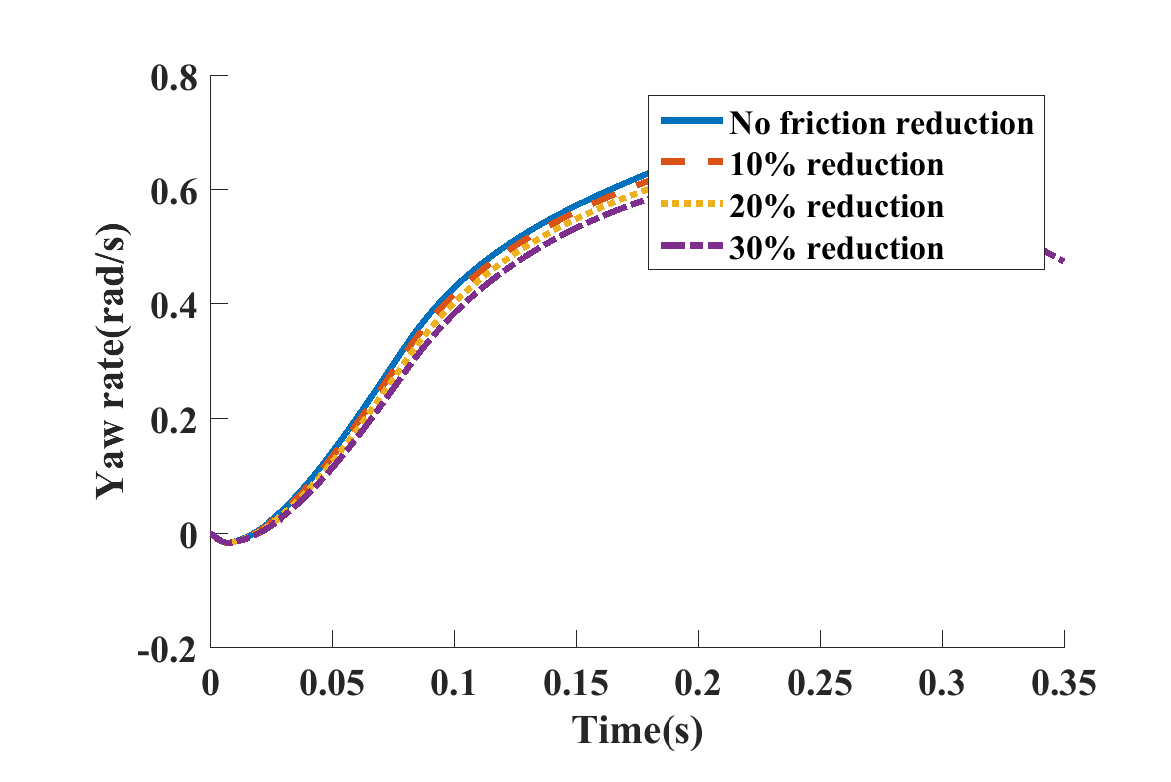 0.8
0.6
0.4
0.2
0
-0.2
Yaw rate(rad/s)
No friction reduction
10% reduction
20% reduction
30% reduction
0 0.05 0.1 0.15 0.2 0.25 0.3 0.35
Time(s)